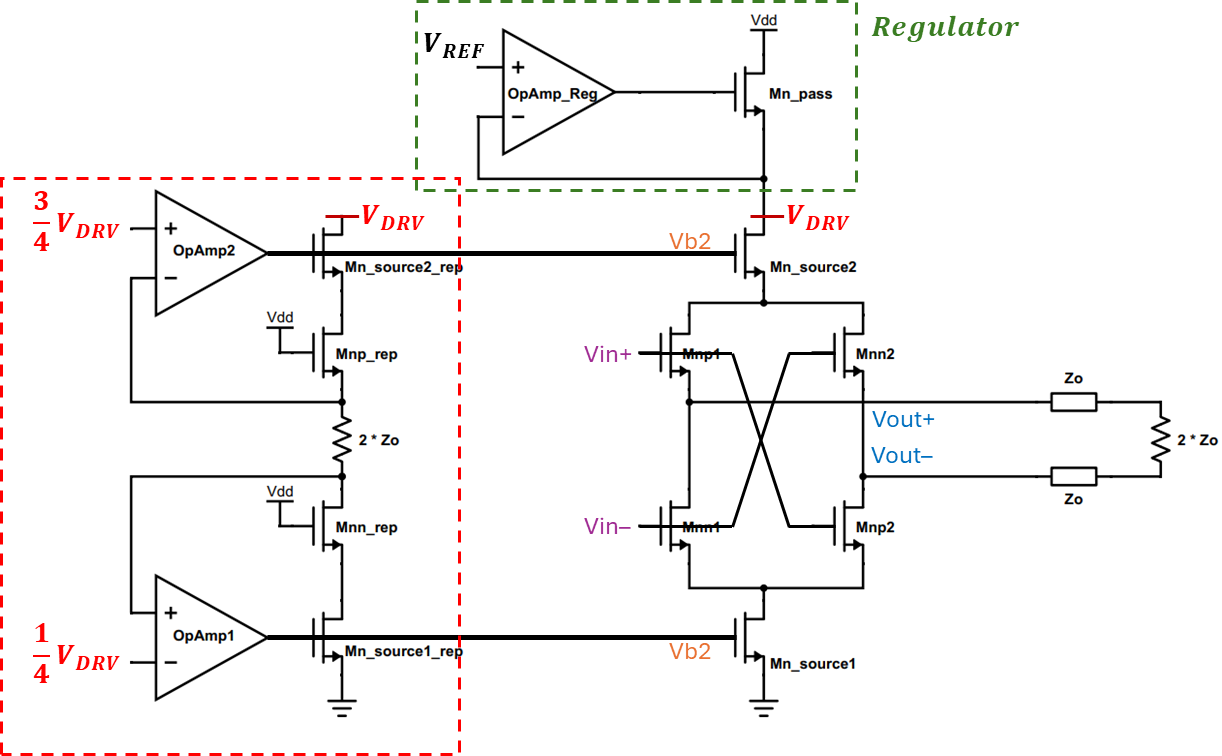 Regulator
Vdd
V_REF
+
OpAmp_Reg
−
Mn_pass
3/4 V_DRV
+
OpAmp2
−
V_DRV
Mn_source2_rep
Vb2
V_DRV
Mn_source2
Vdd
Mnp_rep
Vin+
Mnp1
Mnn2
Zo
Vout+
2 * Zo
Vout−
2 * Zo
Zo
Vdd
Mnn_rep
Vin−
Mnn1
Mnp2
+
OpAmp1
−
1/4 V_DRV
Mn_source1_rep
Vb2
Mn_source1